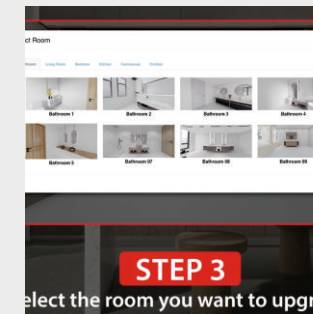 ct Room
Living Room Bedroom Kitchen Commercial Outdoor
Bathroom 1 Bathroom 2 Bathroom 3 Bathroom 4
Bathroom 5 Bathroom 07 Bathroom 08 Bathroom 09
STEP 3
elect the room you want to upgr